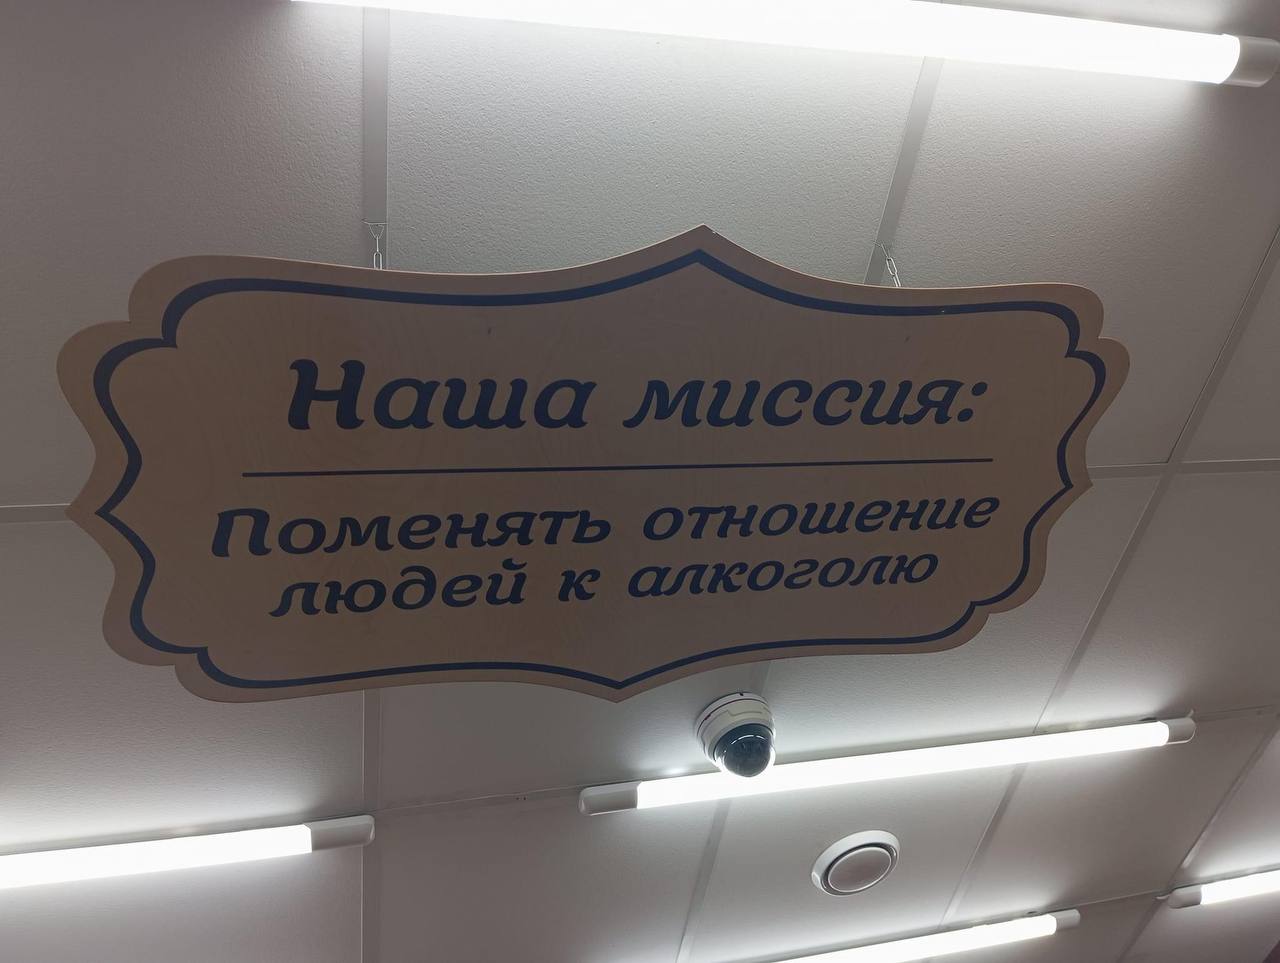 Наша миссия:
Поменять отношение
людей к алкоголю